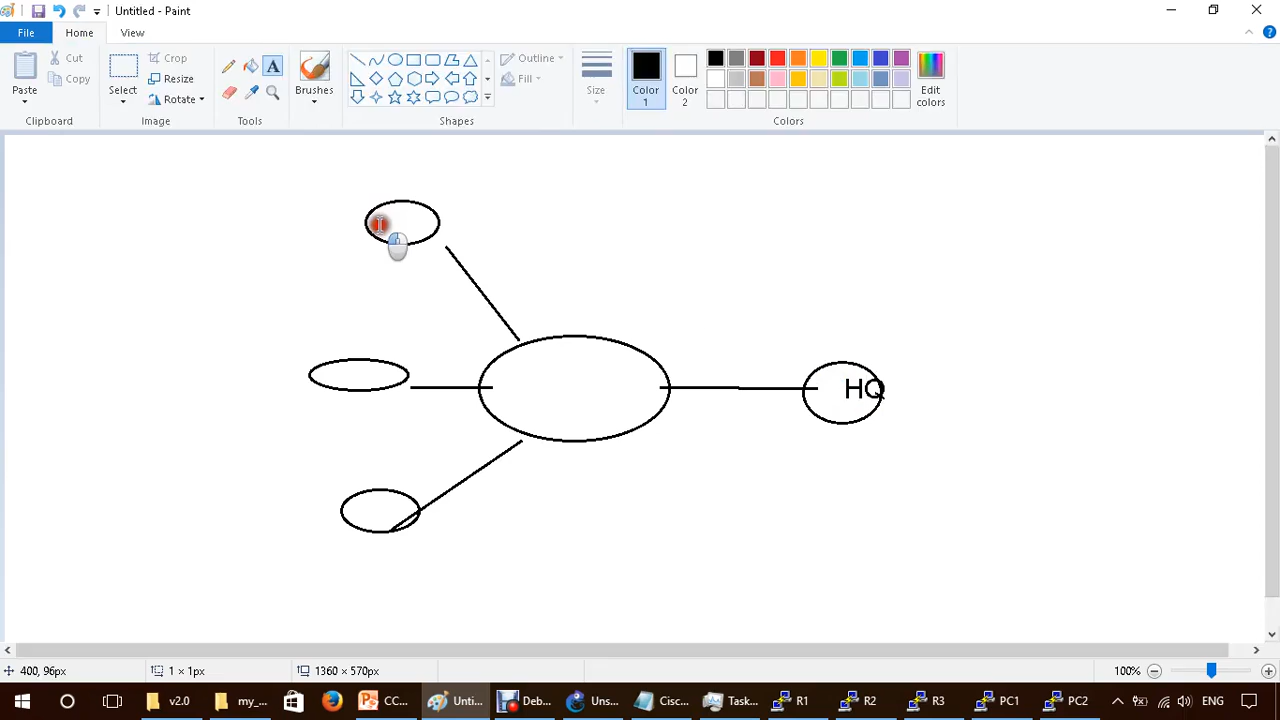 Untitled - Paint
File
Home
View
Paste
Cut
Copy
Clipboard
Select
Crop
Resize
Rotate
Image
A
Tools
Brushes
Outline
Fill
Shapes
Size
Color 1
Color 2
Edit colors
Colors
HQ
400, 96px
1 × 1px
1360 × 570px
100%
v2.0
my_...
CC...
Unti...
Deb...
Uns...
Cisc...
Task...
R1
R2
R3
PC1
PC2
ENG